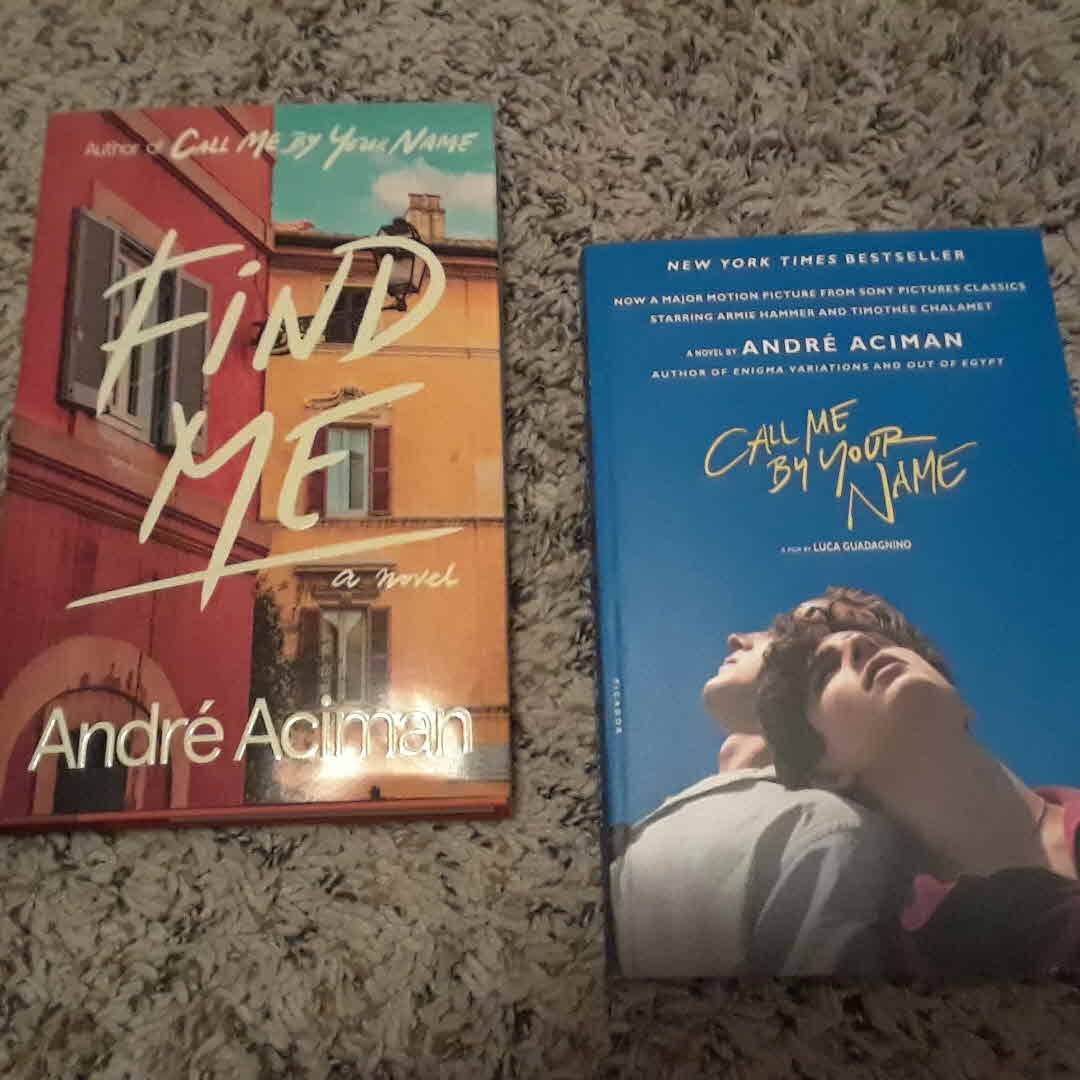 Author of CALL ME BY YOUR NAME
FiND
ME
a novel
André Aciman
NEW YORK TIMES BESTSELLER
NOW A MAJOR MOTION PICTURE FROM SONY PICTURES CLASSICS
STARRING ARMIE HAMMER AND TIMOTHÉE CHALAMET
A NOVEL BY ANDRÉ ACIMAN
AUTHOR OF ENIGMA VARIATIONS AND OUT OF EGYPT
CALL ME
BY YOUR
NAME
A FILM BY LUCA GUADAGNINO
PICADOR